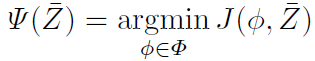 Ψ(Z̄) = argmin J(ϕ, Z̄)
ϕ∈Φ